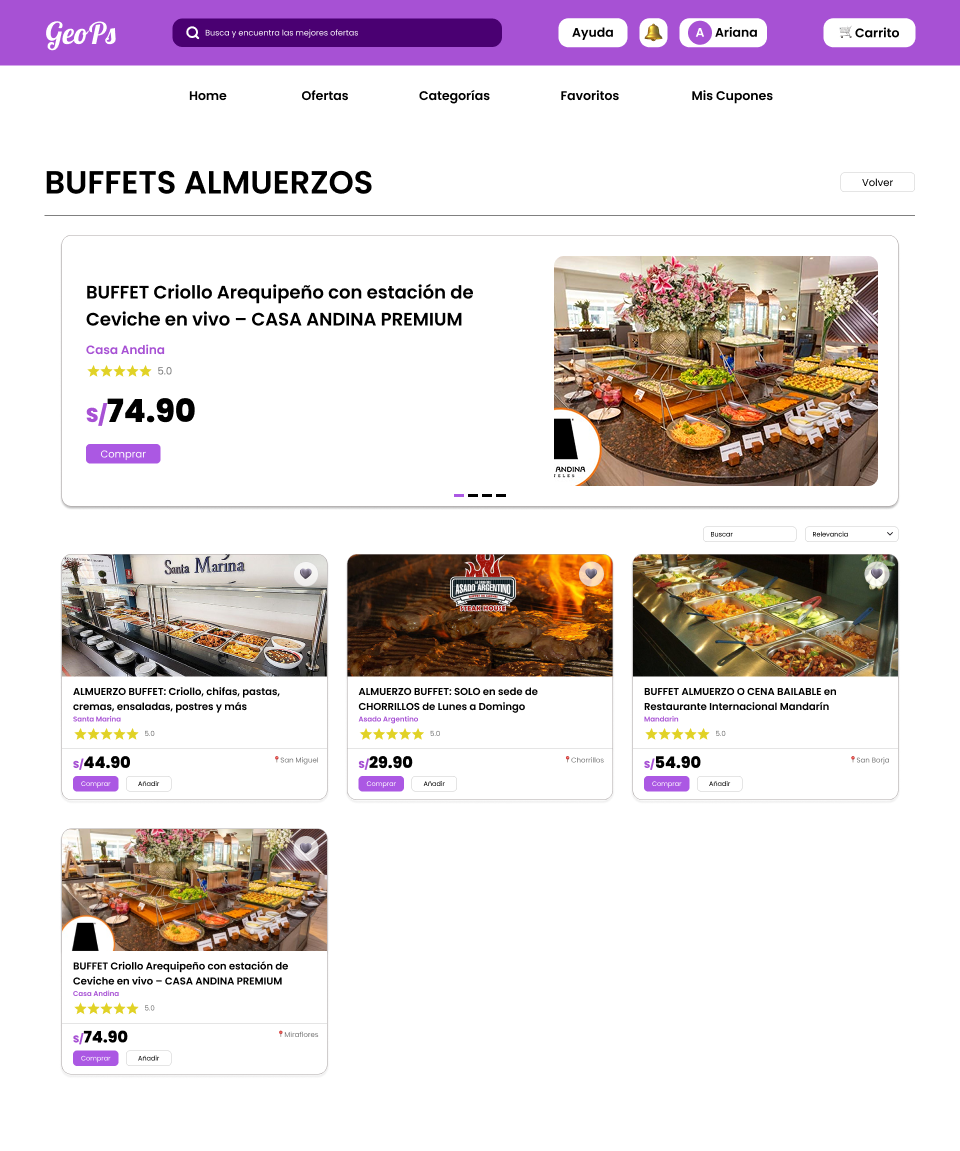 GeoPs
Busca y encuentra las mejores ofertas
Ayuda
A Ariana
Carrito
Home
Ofertas
Categorías
Favoritos
Mis Cupones
BUFFETS ALMUERZOS
Volver
BUFFET Criollo Arequipeño con estación de
Ceviche en vivo – CASA ANDINA PREMIUM
Casa Andina
5.0
s/74.90
Comprar
ANDINA
Buscar
Relevancia
Santa Marina
ALMUERZO BUFFET: Criollo, chifas, pastas,
cremas, ensaladas, postres y más
Santa Marina
5.0
s/44.90
San Miguel
Comprar
Añadir
ASADO ARGENTINO
STEAK HOUSE
ALMUERZO BUFFET: SOLO en sede de
CHORRILLOS de Lunes a Domingo
Asado Argentino
5.0
s/29.90
Chorrillos
Comprar
Añadir
BUFFET ALMUERZO O CENA BAILABLE en
Restaurante Internacional Mandarín
Mandarin
5.0
s/54.90
San Borja
Comprar
Añadir
BUFFET Criollo Arequipeño con estación de
Ceviche en vivo – CASA ANDINA PREMIUM
Casa Andina
5.0
s/74.90
Miraflores
Comprar
Añadir